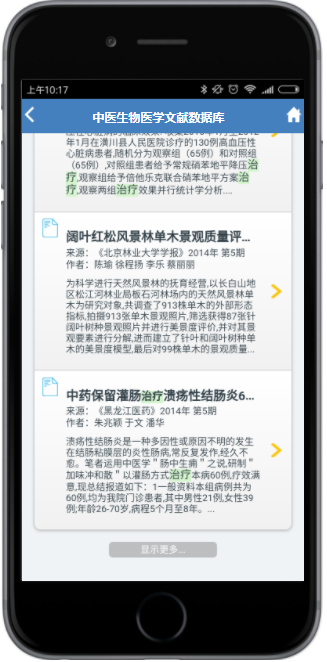 上午10:17
中医生物医学文献数据库
1年1月在潢川县人民医院诊疗的130例高血压性
心脏病患者,随机分为观察组（65例）和对照组
（65例）,对照组患者给予常规硝苯地平降压治
疗,观察组给予倍他乐克联合硝苯地平方案治
疗,观察两组治疗效果并行统计学分析....
阔叶红松风景林单木景观质量评...
来源：《北京林业大学学报》2014年 第5期
作者：陈瑜 徐程扬 李乐 蔡丽丽
为科学进行天然风景林的抚育经营,以长白山地
区松江河林业局板石河林场内的天然风景林单
木为研究对象,共调查了913株单木的外部形态
指标,拍摄913张单木景观照片,筛选获得87张针
阔叶树种景观照片并进行美景度评价,并对其景
观要素进行分解,进而建立了针叶和阔叶树种单
木的美景度模型,最后对99株单木的景观质量...
中药保留灌肠治疗溃疡性结肠炎6...
来源：《黑龙江医药》2014年 第5期
作者：朱兆颖 于文 潘华
溃疡性结肠炎是一种多因性或原因不明的发生
在结肠粘膜层的炎性肠病,常反复发作,经久不
愈。笔者运用中医学＂肠中生痈＂之说,研制＂
加味冲和散＂以灌肠方式治疗本病60例,疗效满
意,现总结报道如下：1一般资料本组病例共为
60例,均为我院门诊患者,其中男性21例,女性39
例;年龄26-70岁,病程5个月至8年。...
显示更多...